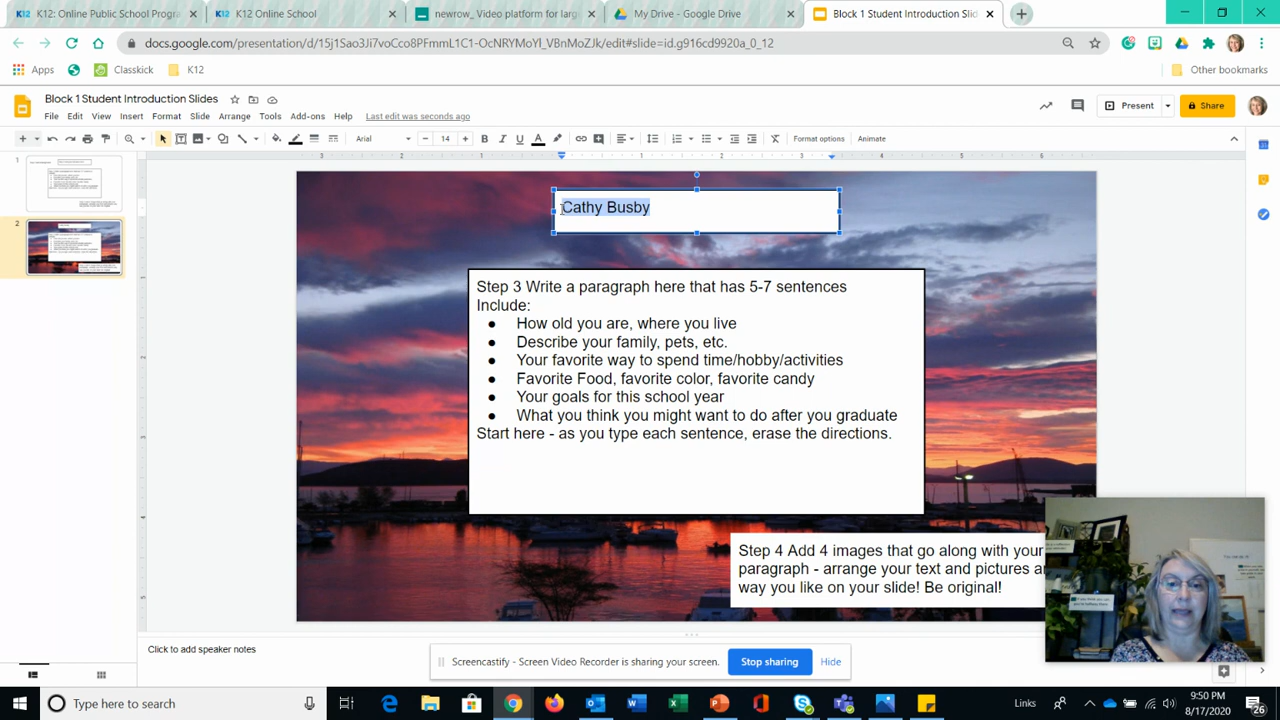 K12: Online Public School Progra
K12 Online School
newrow_ Video platform for larg
My Drive - Google Drive
Block 1 Student Introduction Slid
docs.google.com/presentation/d/15j1Sao3Ji7voCco8PFmmL1C1-OcNRYMoYT_VBnMoZJk/edit#slide=id.g916cd9920a_0_12
Apps
Classkick
K12
Other bookmarks
Block 1 Student Introduction Slides
File Edit View Insert Format Slide Arrange Tools Add-ons Help Last edit was seconds ago
Present
Share
Arial
14
Format options
Animate
1
2
Cathy Busby
Step 3 Write a paragraph here that has 5-7 sentences
Include:
● How old you are, where you live
● Describe your family, pets, etc.
● Your favorite way to spend time/hobby/activities
● Favorite Food, favorite color, favorite candy
● Your goals for this school year
● What you think you might want to do after you graduate
Start here - as you type each sentence, erase the directions.
Step 4 Add 4 images that go along with your
paragraph - arrange your text and pictures
way you like on your slide! Be original!
Click to add speaker notes
Screencastify - Screen Video Recorder is sharing your screen.
Stop sharing
Hide
Type here to search
Links
9:50 PM
8/17/2020
26